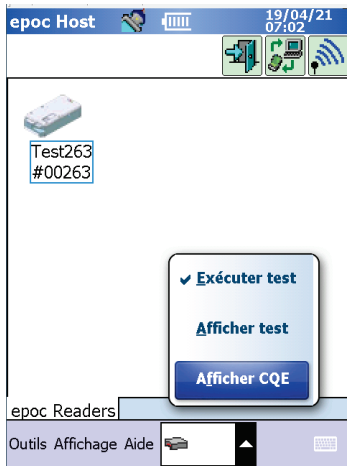 epoc Host
19/04/21
07:02
Test263
#00263
Exécuter test
Afficher test
Afficher CQE
epoc Readers
Outils Affichage Aide